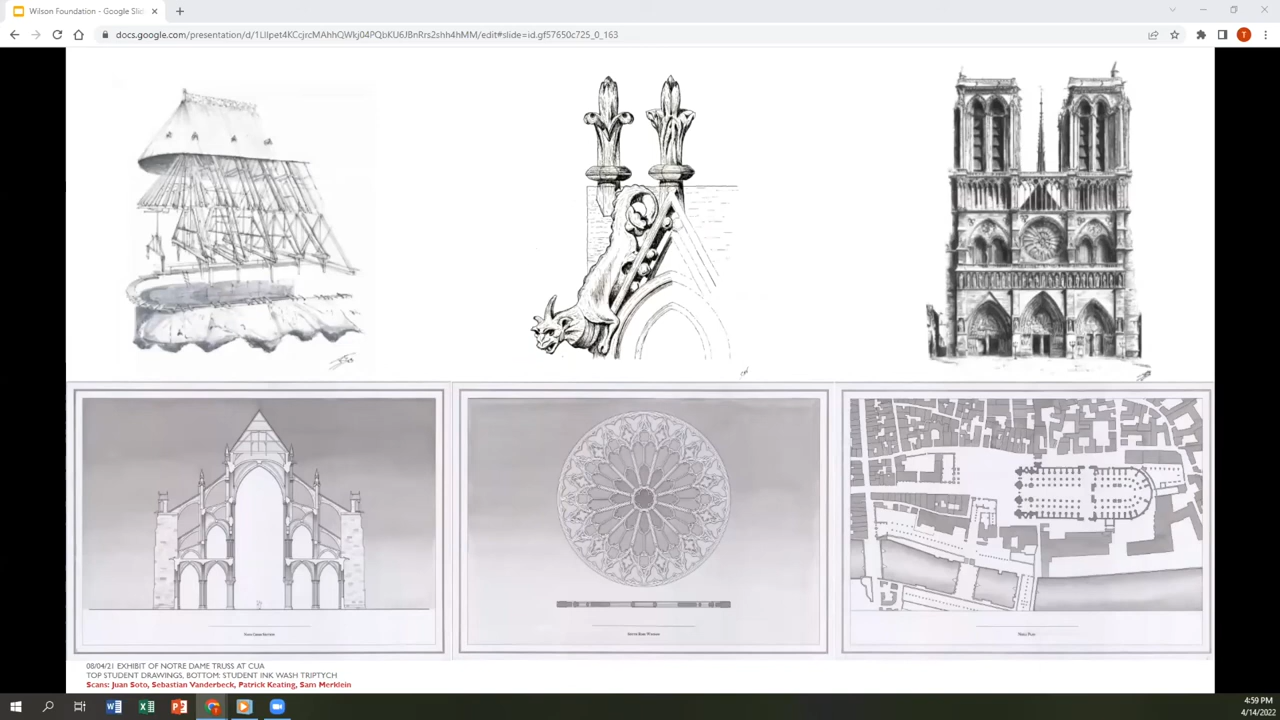 Wilson Foundation - Google Slid
docs.google.com/presentation/d/1LlIpet4KCcjrcMAhhQWkj04PQbKU6JBnRrs2shh4hMM/edit#slide=id.gf57650c725_0_163
T
08/04/21 EXHIBIT OF NOTRE DAME TRUSS AT CUA
TOP STUDENT DRAWINGS, BOTTOM: STUDENT INK WASH TRIPTYCH
Scans: Juan Soto, Sebastian Vanderbeck, Patrick Keating, Sam Merklein
4:59 PM
4/14/2022